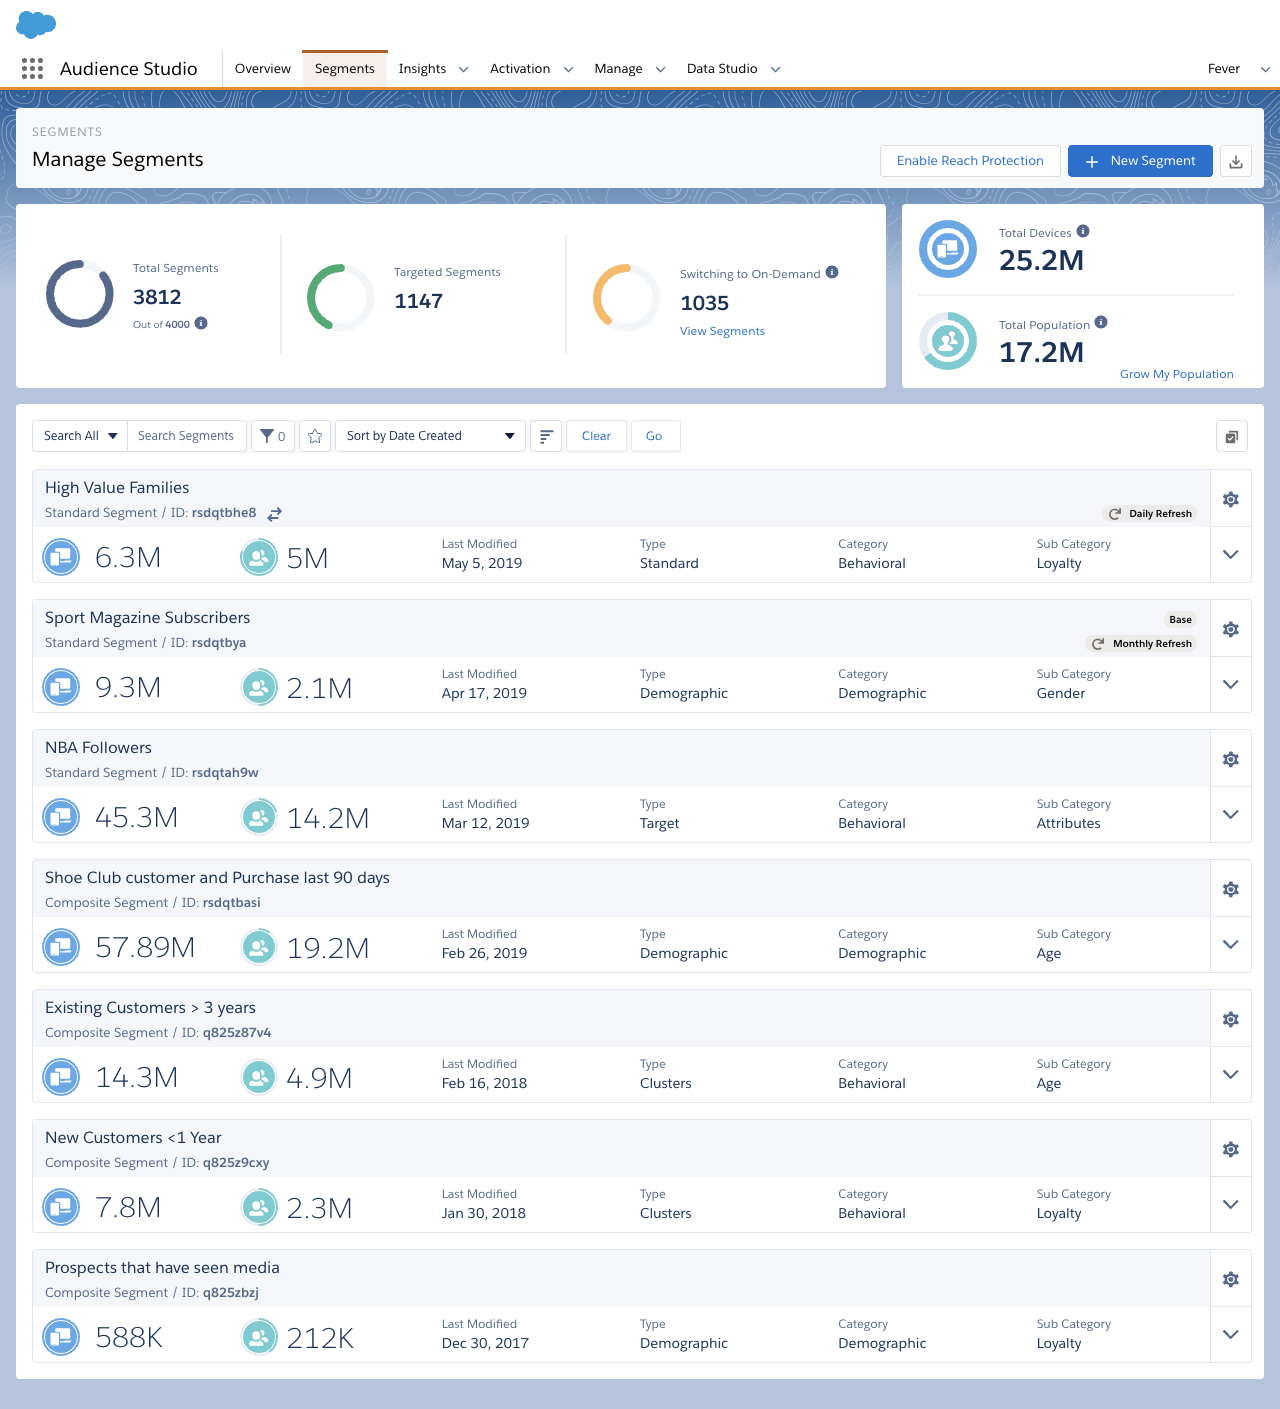 Audience Studio
Overview
Segments
Insights
Activation
Manage
Data Studio
Fever
SEGMENTS
Manage Segments
Enable Reach Protection
+ New Segment
Total Segments
3812
Out of 4000
Targeted Segments
1147
Switching to On-Demand
1035
View Segments
Total Devices
25.2M
Total Population
17.2M
Grow My Population
Search All
Search Segments
0
Sort by Date Created
Clear
Go
High Value Families
Standard Segment / ID: rsdqtbhe8
Daily Refresh
6.3M
5M
Last Modified
May 5, 2019
Type
Standard
Category
Behavioral
Sub Category
Loyalty
Sport Magazine Subscribers
Base
Standard Segment / ID: rsdqtbya
Monthly Refresh
9.3M
2.1M
Last Modified
Apr 17, 2019
Type
Demographic
Category
Demographic
Sub Category
Gender
NBA Followers
Standard Segment / ID: rsdqtah9w
45.3M
14.2M
Last Modified
Mar 12, 2019
Type
Target
Category
Behavioral
Sub Category
Attributes
Shoe Club customer and Purchase last 90 days
Composite Segment / ID: rsdqtbasi
57.89M
19.2M
Last Modified
Feb 26, 2019
Type
Demographic
Category
Demographic
Sub Category
Age
Existing Customers > 3 years
Composite Segment / ID: q825z87v4
14.3M
4.9M
Last Modified
Feb 16, 2018
Type
Clusters
Category
Behavioral
Sub Category
Age
New Customers <1 Year
Composite Segment / ID: q825z9cxy
7.8M
2.3M
Last Modified
Jan 30, 2018
Type
Clusters
Category
Behavioral
Sub Category
Loyalty
Prospects that have seen media
Composite Segment / ID: q825zbzj
588K
212K
Last Modified
Dec 30, 2017
Type
Demographic
Category
Demographic
Sub Category
Loyalty